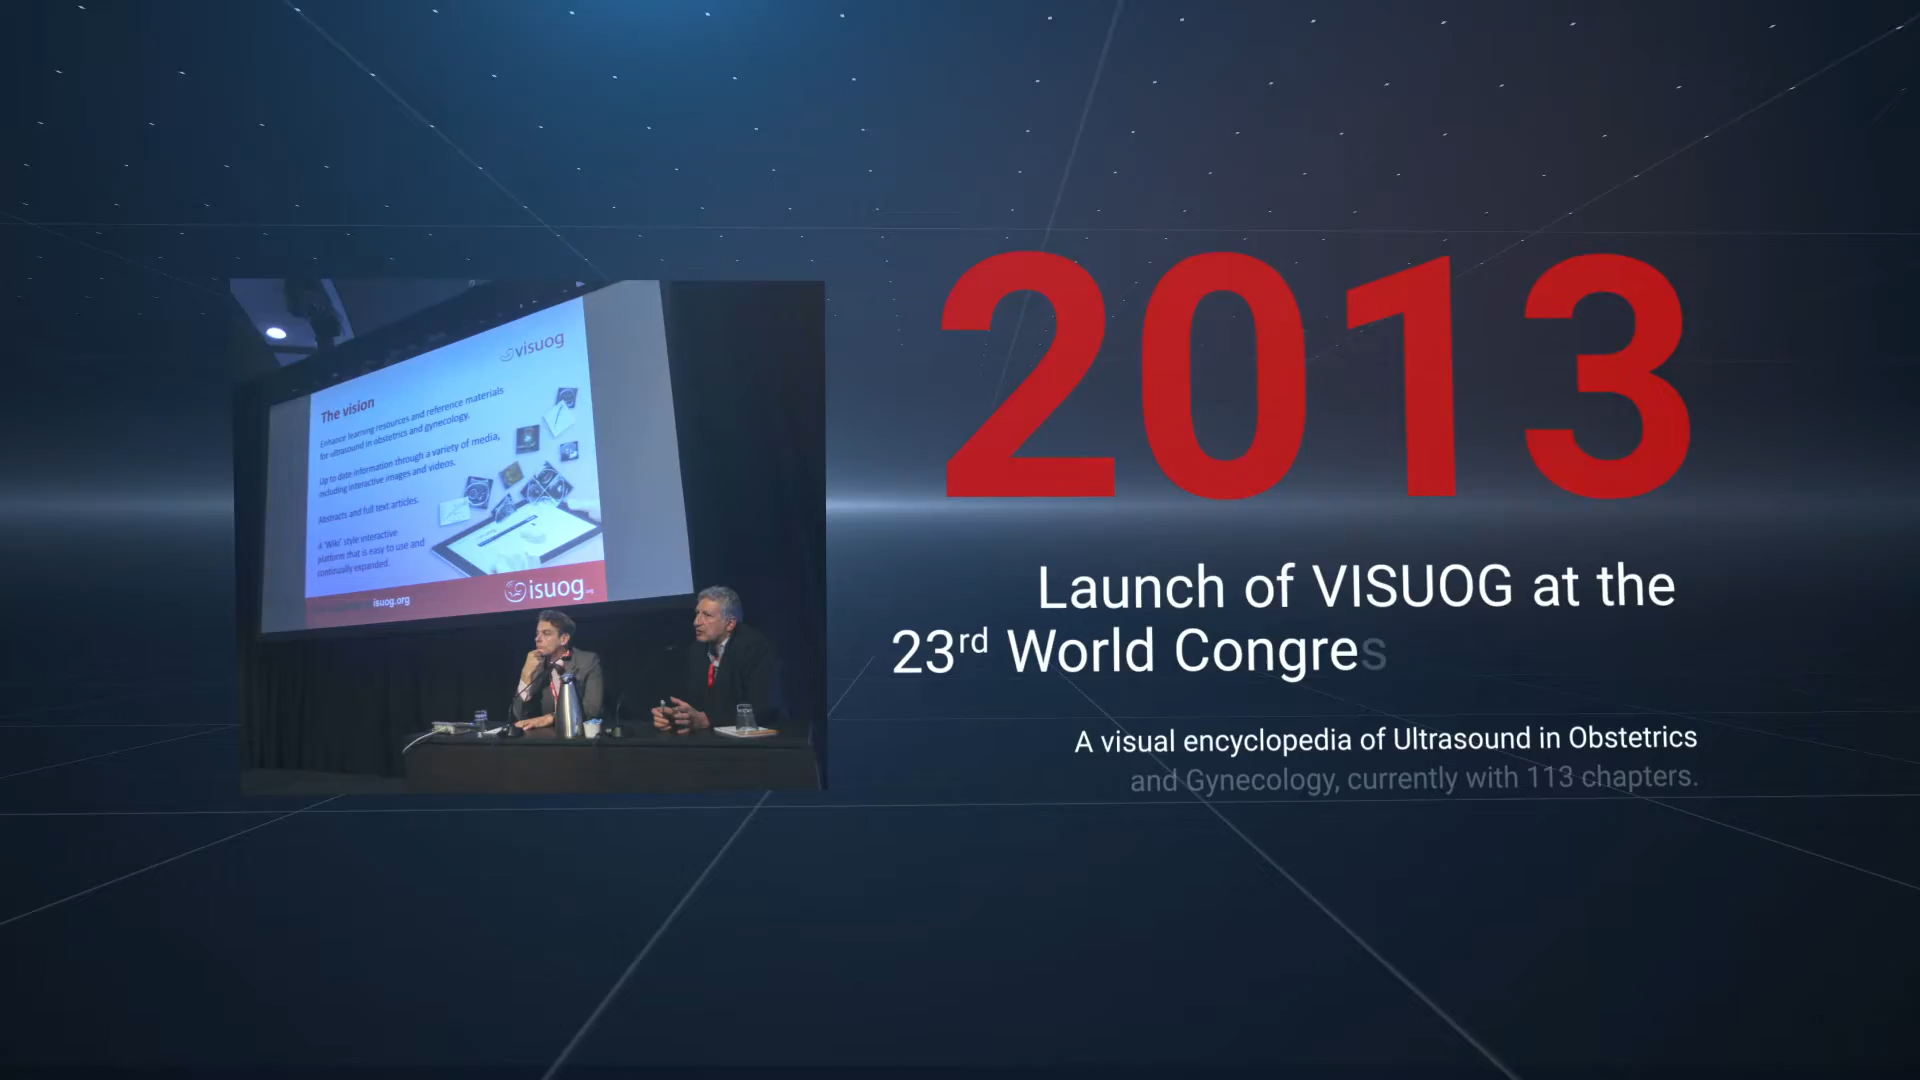 visuog
The vision
Enhance learning resources and reference materials
for ultrasound in obstetrics and gynecology.
Up to date information through a variety of media,
including interactive images and videos.
Abstracts and full text articles.
A 'Wiki' style interactive
platform that is easy to use and
continually expanded.
isuog.org
isuog.org
2013
Launch of VISUOG at the
23rd World Congres
A visual encyclopedia of Ultrasound in Obstetrics
and Gynecology, currently with 113 chapters.